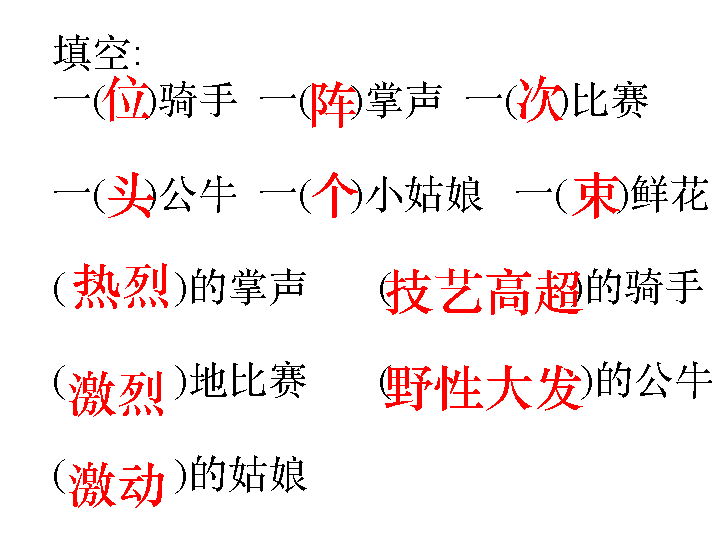 填空:
一(位)骑手 一(阵)掌声 一(次)比赛
一(头)公牛 一(个)小姑娘 一(束)鲜花
(热烈)的掌声 (技艺高超)的骑手
(激烈)地比赛 (野性大发)的公牛
(激动)的姑娘